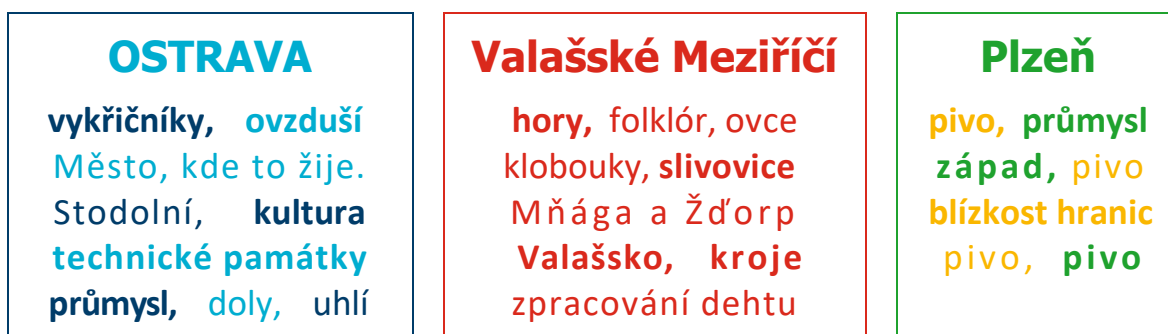 OSTRAVA
vykřičníky, ovzduší
Město, kde to žije.
Stodolní, kultura
technické památky
průmysl, doly, uhlí
Valašské Meziříčí
hory, folklór, ovce
klobouky, slivovice
Mňága a Žďorp
Valašsko, kroje
zpracování dehtu
Plzeň
pivo, průmysl
západ, pivo
blízkost hranic
pivo, pivo